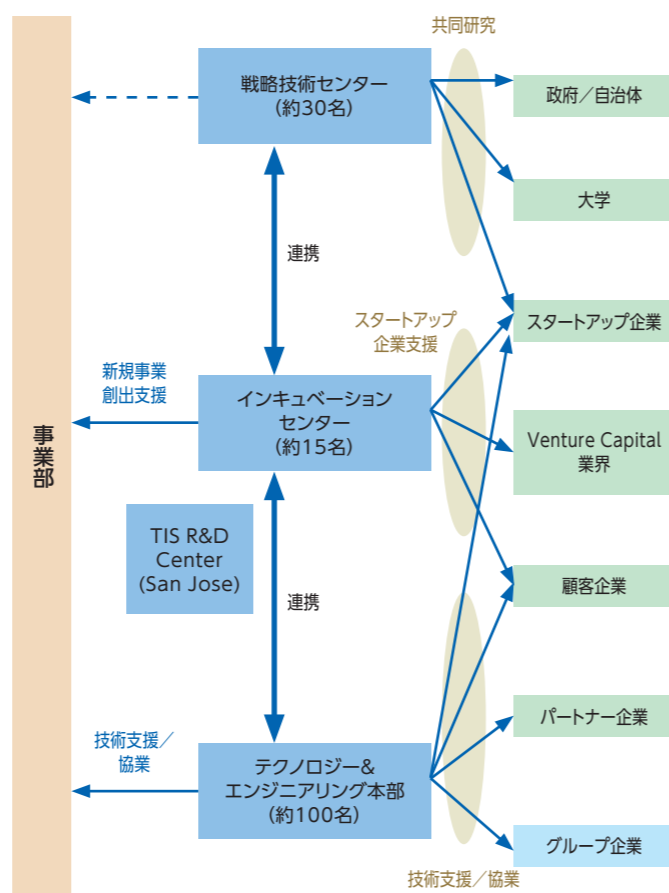 共同研究
戦略技術センター
(約30名)
政府／自治体
大学
連携
スタートアップ企業
スタートアップ
企業支援
新規事業
創出支援
インキュベーション
センター
(約15名)
Venture Capital
業界
事業部
TIS R&D
Center
(San Jose)
連携
顧客企業
パートナー企業
技術支援／
協業
テクノロジー&
エンジニアリング本部
(約100名)
グループ企業
技術支援／協業